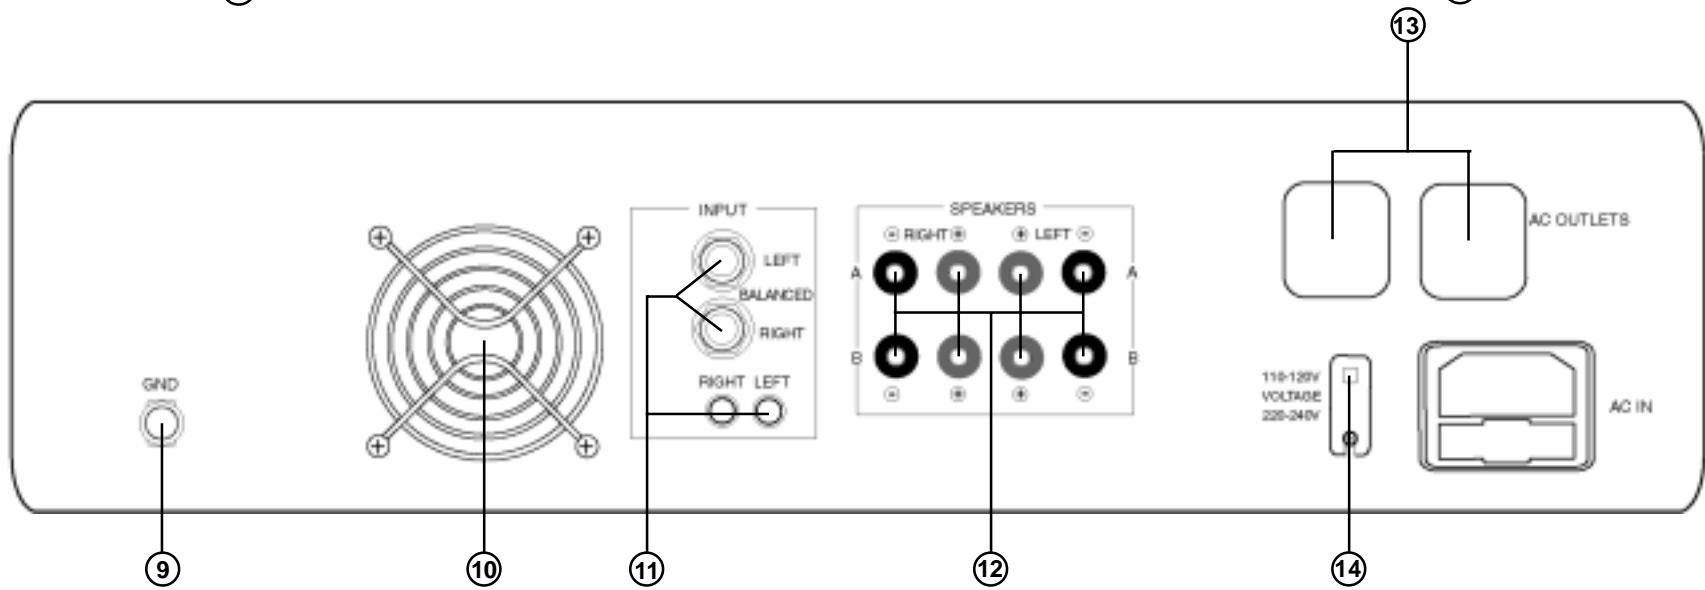 13
INPUT
LEFT
BALANCED
RIGHT
RIGHT LEFT
SPEAKERS
⊖ RIGHT ⊕ ⊕ LEFT ⊖
A A
B B
⊖ ⊕ ⊕ ⊖
AC OUTLETS
GND
110-120V
VOLTAGE
220-240V
AC IN
9
10
11
12
14